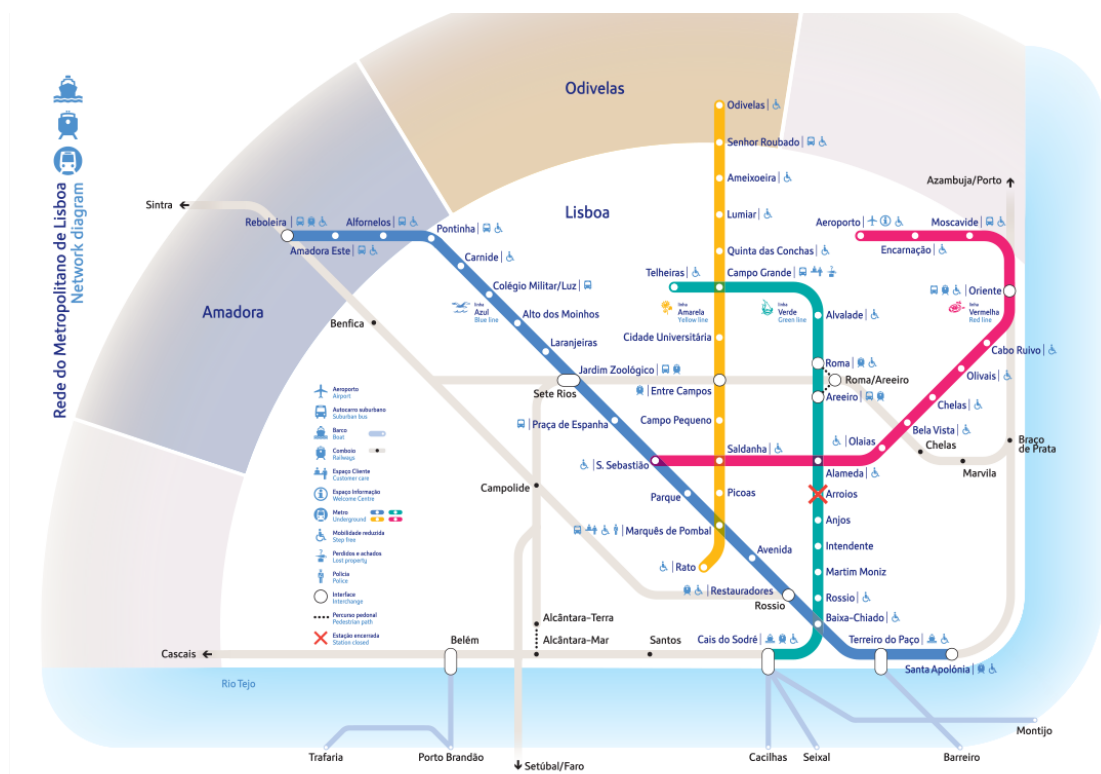 Rede do Metropolitano de Lisboa
Network diagram
Odivelas
Lisboa
Amadora
Odivelas
Senhor Roubado
Ameixoeira
Lumiar
Quinta das Conchas
Campo Grande
Telheiras
Cidade Universitária
Entre Campos
Campo Pequeno
Saldanha
Picoas
Marquês de Pombal
Rato
Azambuja/Porto
Aeroporto
Moscavide
Encarnação
Oriente
Cabo Ruivo
Olivais
Chelas
Bela Vista
Olaias
Chelas
Marvila
Braço
de Prata
Sintra
Reboleira
Alfornelos
Amadora Este
Pontinha
Carnide
Colégio Militar/Luz
Alto dos Moinhos
Laranjeiras
Jardim Zoológico
Sete Rios
Praça de Espanha
S. Sebastião
Parque
Avenida
Restauradores
Rossio
Benfica
Campolide
linha
Azul
Blue line
linha
Amarela
Yellow line
linha
Verde
Green line
linha
Vermelha
Red line
Alvalade
Roma
Roma/Areeiro
Areeiro
Alameda
Arroios
Anjos
Intendente
Martim Moniz
Rossio
Baixa-Chiado
Cais do Sodré
Terreiro do Paço
Santa Apolónia
Aeroporto
Airport
Autocarro suburbano
Suburban bus
Barco
Boat
Comboio
Railways
Espaço Cliente
Customer care
Espaço Informação
Welcome Centre
Metro
Underground
Mobilidade reduzida
Step free
Perdidos e achados
Lost property
Polícia
Police
Interface
Interchange
Percurso pedonal
Pedestrian path
Estação encerrada
Station closed
Alcântara-Terra
Alcântara-Mar
Santos
Belém
Cascais
Rio Tejo
Trafaria
Porto Brandão
Setúbal/Faro
Cacilhas
Seixal
Barreiro
Montijo